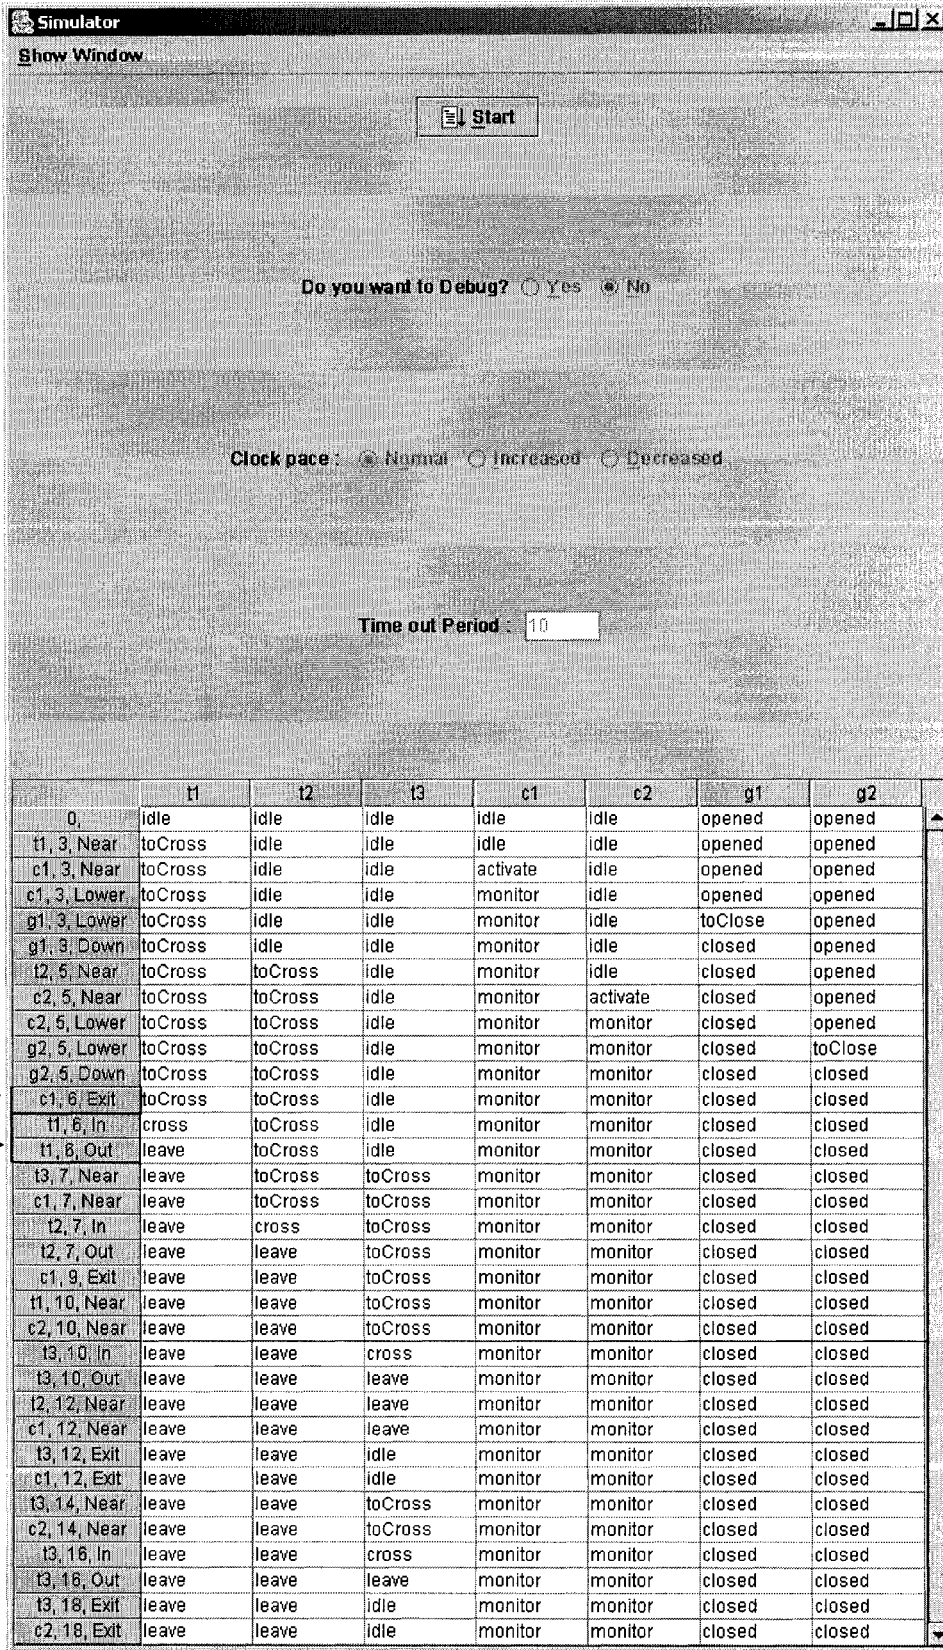 Simulator
Show Window
Start
Do you want to Debug? Yes No
Clock pace : Normal Increased Decreased
Time out Period : 10
t1 t2 t3 c1 c2 g1 g2
0, idle idle idle idle idle opened opened
t1, 3, Near toCross idle idle idle idle opened opened
c1, 3, Near toCross idle idle activate idle opened opened
c1, 3, Lower toCross idle idle monitor idle opened opened
g1, 3, Lower toCross idle idle monitor idle toClose opened
g1, 3, Down toCross idle idle monitor idle closed opened
t2, 5, Near toCross toCross idle monitor idle closed opened
c2, 5, Near toCross toCross idle monitor activate closed opened
c2, 5, Lower toCross toCross idle monitor monitor closed opened
g2, 5, Lower toCross toCross idle monitor monitor closed toClose
g2, 5, Down toCross toCross idle monitor monitor closed closed
c1, 6, Exit toCross toCross idle monitor monitor closed closed
t1, 6, In cross toCross idle monitor monitor closed closed
t1, 6, Out leave toCross idle monitor monitor closed closed
t3, 7, Near leave toCross toCross monitor monitor closed closed
c1, 7, Near leave toCross toCross monitor monitor closed closed
t2, 7, In leave cross toCross monitor monitor closed closed
t2, 7, Out leave leave toCross monitor monitor closed closed
c1, 9, Exit leave leave toCross monitor monitor closed closed
t1, 10, Near leave leave toCross monitor monitor closed closed
c2, 10, Near leave leave toCross monitor monitor closed closed
t3, 10, In leave leave cross monitor monitor closed closed
t3, 10, Out leave leave leave monitor monitor closed closed
t2, 12, Near leave leave leave monitor monitor closed closed
c1, 12, Near leave leave leave monitor monitor closed closed
t3, 12, Exit leave leave idle monitor monitor closed closed
c1, 12, Exit leave leave idle monitor monitor closed closed
t3, 14, Near leave leave toCross monitor monitor closed closed
c2, 14, Near leave leave toCross monitor monitor closed closed
t3, 16, In leave leave cross monitor monitor closed closed
t3, 16, Out leave leave leave monitor monitor closed closed
t3, 18, Exit leave leave idle monitor monitor closed closed
c2, 18, Exit leave leave idle monitor monitor closed closed